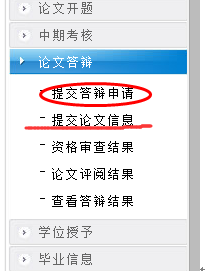 论文开题
中期考核
论文答辩
提交答辩申请
提交论文信息
资格审查结果
论文评阅结果
查看答辩结果
学位授予
毕业信息